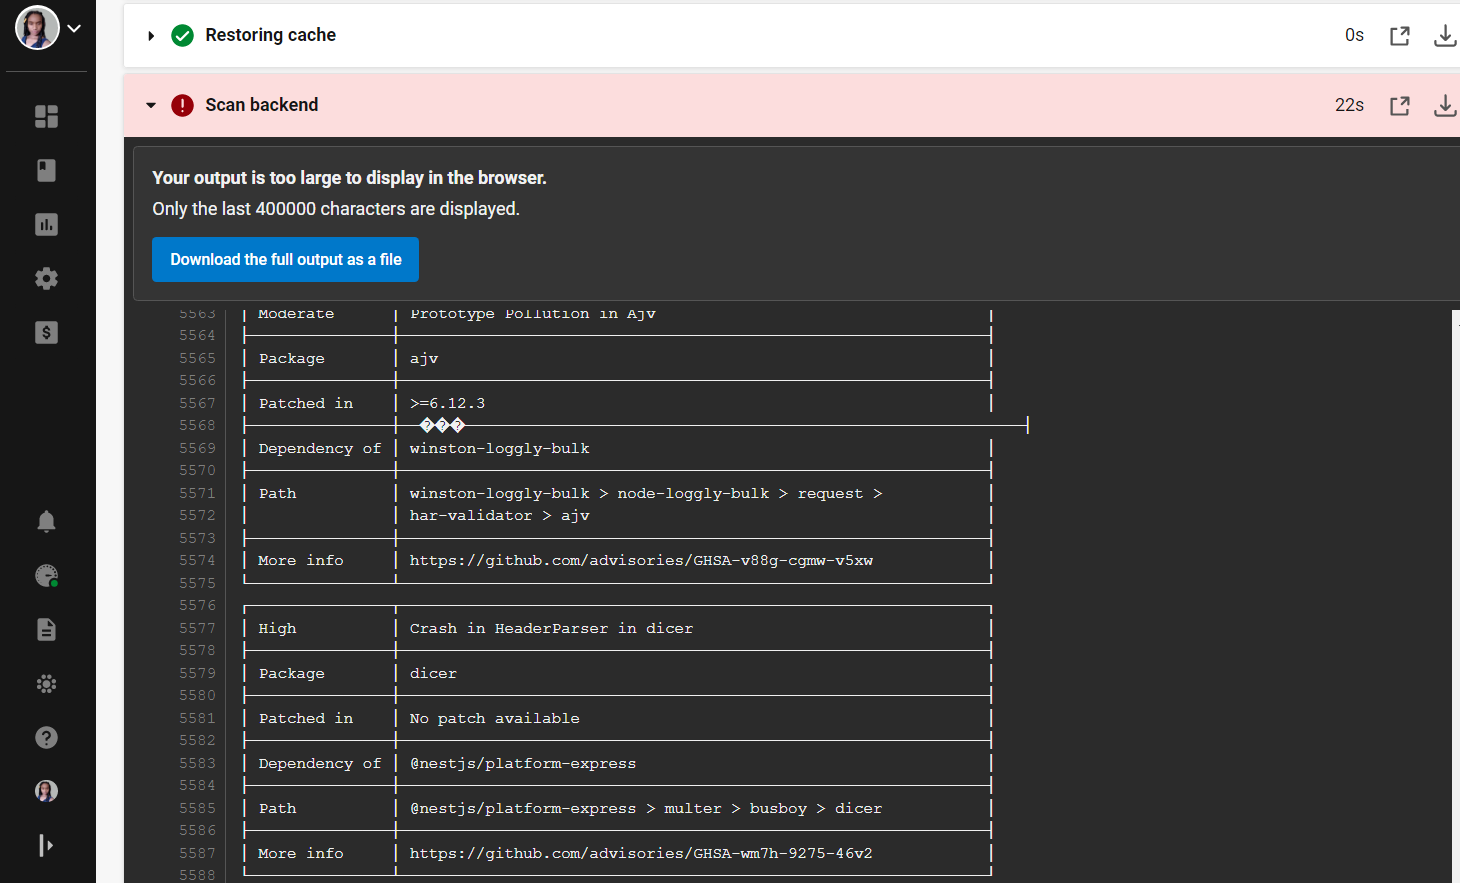 Restoring cache 0s
Scan backend 22s
Your output is too large to display in the browser.
Only the last 400000 characters are displayed.
Download the full output as a file
5563 Moderate Prototype Pollution in Ajv
5564
5565 Package ajv
5566
5567 Patched in >=6.12.3
5568 ���
5569 Dependency of winston-loggly-bulk
5570
5571 Path winston-loggly-bulk > node-loggly-bulk > request >
5572 har-validator > ajv
5573
5574 More info https://github.com/advisories/GHSA-v88g-cgmw-v5xw
5575
5576
5577 High Crash in HeaderParser in dicer
5578
5579 Package dicer
5580
5581 Patched in No patch available
5582
5583 Dependency of @nestjs/platform-express
5584
5585 Path @nestjs/platform-express > multer > busboy > dicer
5586
5587 More info https://github.com/advisories/GHSA-wm7h-9275-46v2
5588